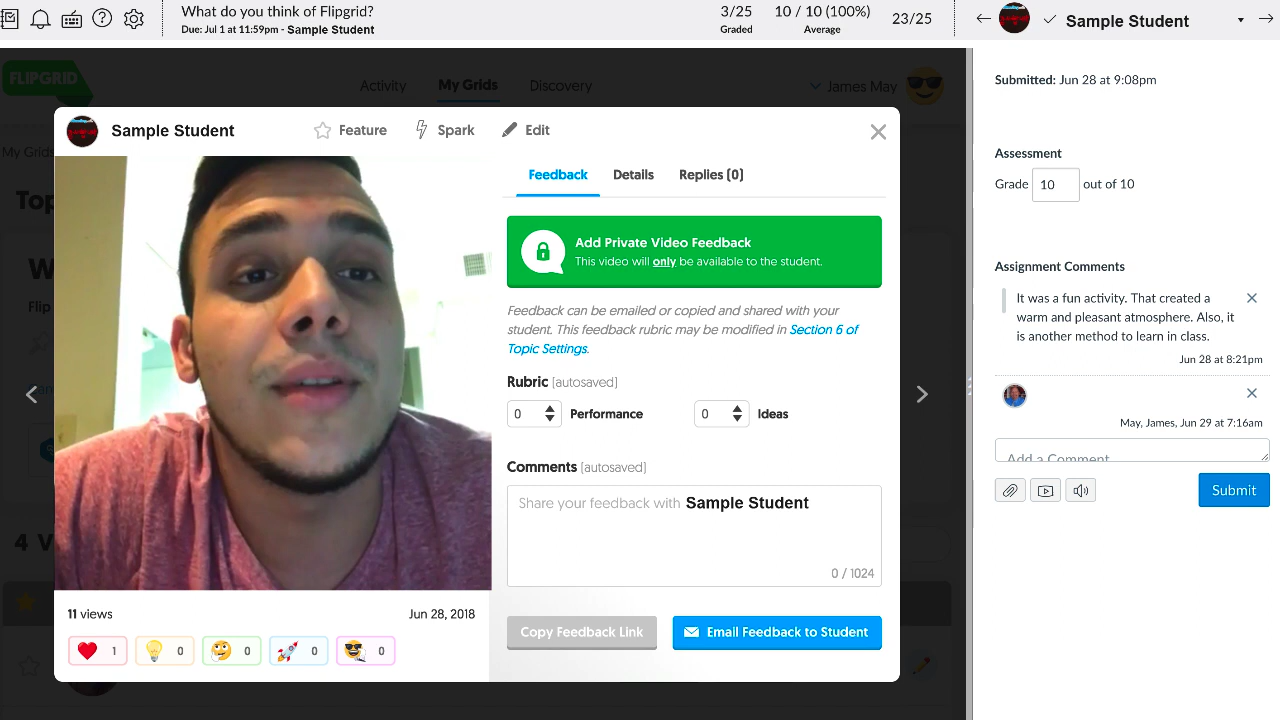 What do you think of Flipgrid?
Due: Jul 1 at 11:59pm - Sample Student
3/25
Graded
10 / 10 (100%)
Average
23/25
Sample Student
FLIPGRID
Activity
My Grids
Discovery
James May
My Grids
Top
W
Flip
4 V
Sample Student
Feature
Spark
Edit
Feedback
Details
Replies (0)
Add Private Video Feedback
This video will only be available to the student.
Feedback can be emailed or copied and shared with your
student. This feedback rubric may be modified in Section 6 of
Topic Settings.
Rubric [autosaved]
0
Performance
0
Ideas
Comments [autosaved]
Share your feedback with Sample Student
0 / 1024
11 views
Jun 28, 2018
1
0
0
0
0
Copy Feedback Link
Email Feedback to Student
Submitted: Jun 28 at 9:08pm
Assessment
Grade 10 out of 10
Assignment Comments
It was a fun activity. That created a
warm and pleasant atmosphere. Also, it
is another method to learn in class.
Jun 28 at 8:21pm
May, James, Jun 29 at 7:16am
Add a Comment
Submit